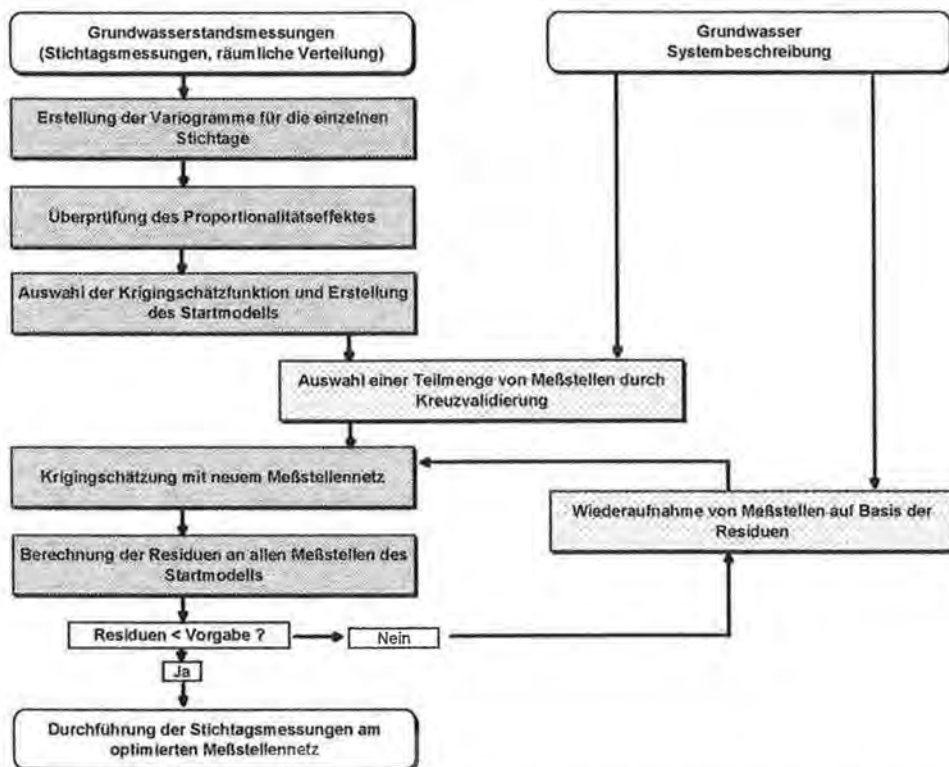 Grundwasserstandsmessungen
(Stichtagsmessungen, räumliche Verteilung)
Grundwasser
Systembeschreibung
Erstellung der Variogramme für die einzelnen
Stichtage
Überprüfung des Proportionalitätseffektes
Auswahl der Krigingschätzfunktion und Erstellung
des Startmodells
Auswahl einer Teilmenge von Meßstellen durch
Kreuzvalidierung
Krigingschätzung mit neuem Meßstellennetz
Wiederaufnahme von Meßstellen auf Basis der
Residuen
Berechnung der Residuen an allen Meßstellen des
Startmodells
Residuen < Vorgabe ?
Nein
Ja
Durchführung der Stichtagsmessungen am
optimierten Meßstellennetz